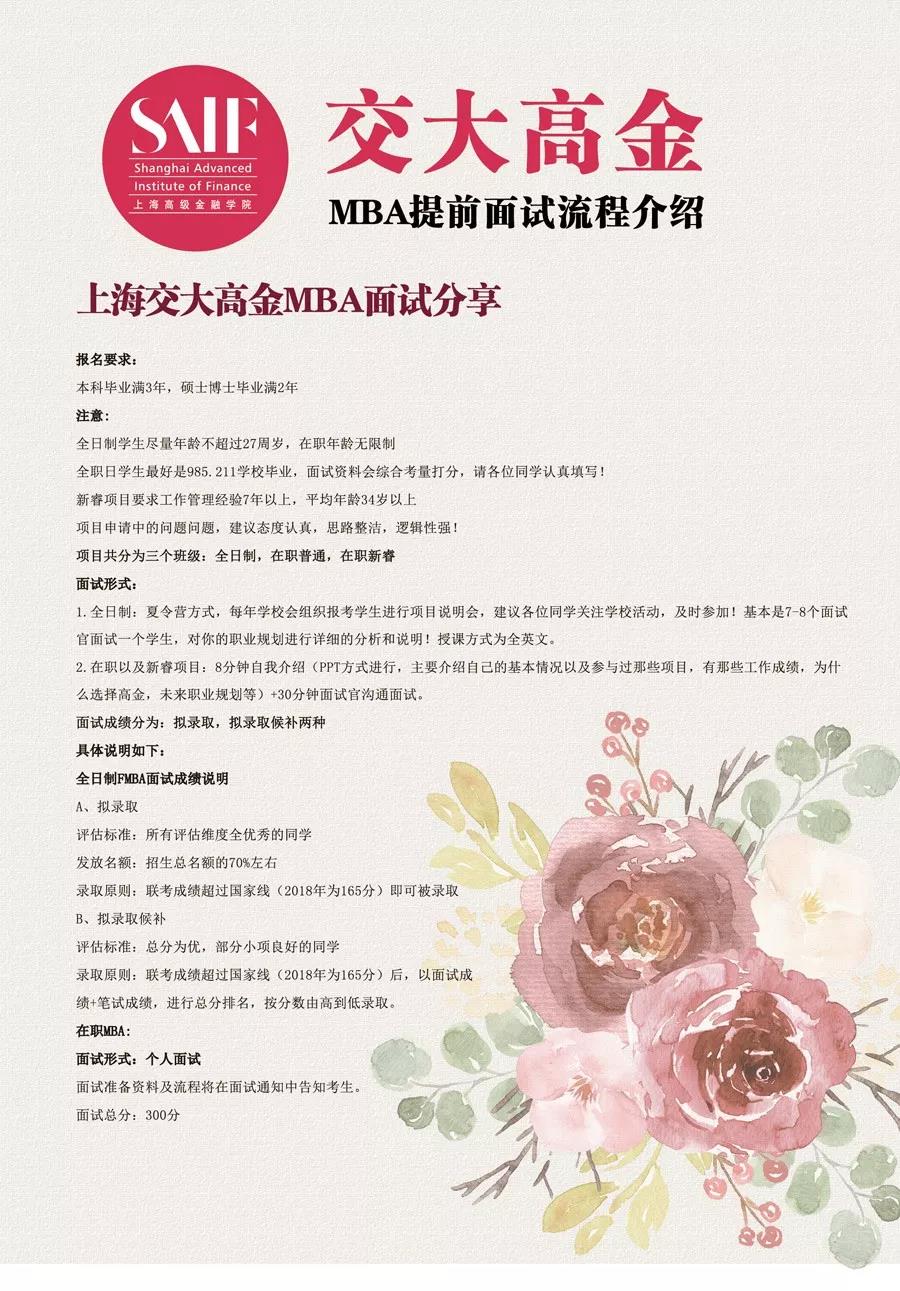 SAIF
Shanghai Advanced
Institute of Finance
上海高级金融学院
交大高金
MBA提前面试流程介绍
上海交大高金MBA面试分享
报名要求:
本科毕业满3年，硕士博士毕业满2年
注意:
全日制学生尽量年龄不超过27周岁，在职年龄无限制
全职日学生最好是985.211学校毕业，面试资料会综合考量打分，请各位同学认真填写！
新睿项目要求工作管理经验7年以上，平均年龄34岁以上
项目申请中的问题问题，建议态度认真，思路整洁，逻辑性强！
项目共分为三个班级：全日制，在职普通，在职新睿
面试形式:
1.全日制：夏令营方式，每年学校会组织报考学生进行项目说明会，建议各位同学关注学校活动，及时参加！基本是7-8个面试
官面试一个学生，对你的职业规划进行详细的分析和说明！授课方式为全英文。
2.在职以及新睿项目：8分钟自我介绍（PPT方式进行，主要介绍自己的基本情况以及参与过那些项目，有那些工作成绩，为什
么选择高金，未来职业规划等）+30分钟面试官沟通面试。
面试成绩分为：拟录取，拟录取候补两种
具体说明如下:
全日制FMBA面试成绩说明
A、拟录取
评估标准：所有评估维度全优秀的同学
发放名额：招生总名额的70%左右
录取原则：联考成绩超过国家线（2018年为165分）即可被录取
B、拟录取候补
评估标准：总分为优，部分小项良好的同学
录取原则：联考成绩超过国家线（2018年为165分）后，以面试成
绩+笔试成绩，进行总分排名，按分数由高到低录取。
在职MBA:
面试形式：个人面试
面试准备资料及流程将在面试通知中告知考生。
面试总分：300分